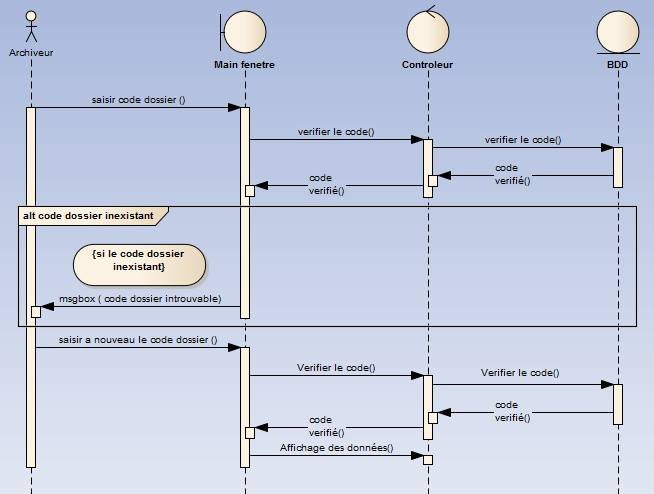 Archiveur
Main fenetre
Controleur
BDD
saisir code dossier ()
verifier le code()
verifier le code()
code
verifié()
code
verifié()
alt code dossier inexistant
{si le code dossier
inexistant}
msgbox ( code dossier introuvable)
saisir a nouveau le code dossier ()
Verifier le code()
Verifier le code()
code
verifié()
code
verifié()
Affichage des données()